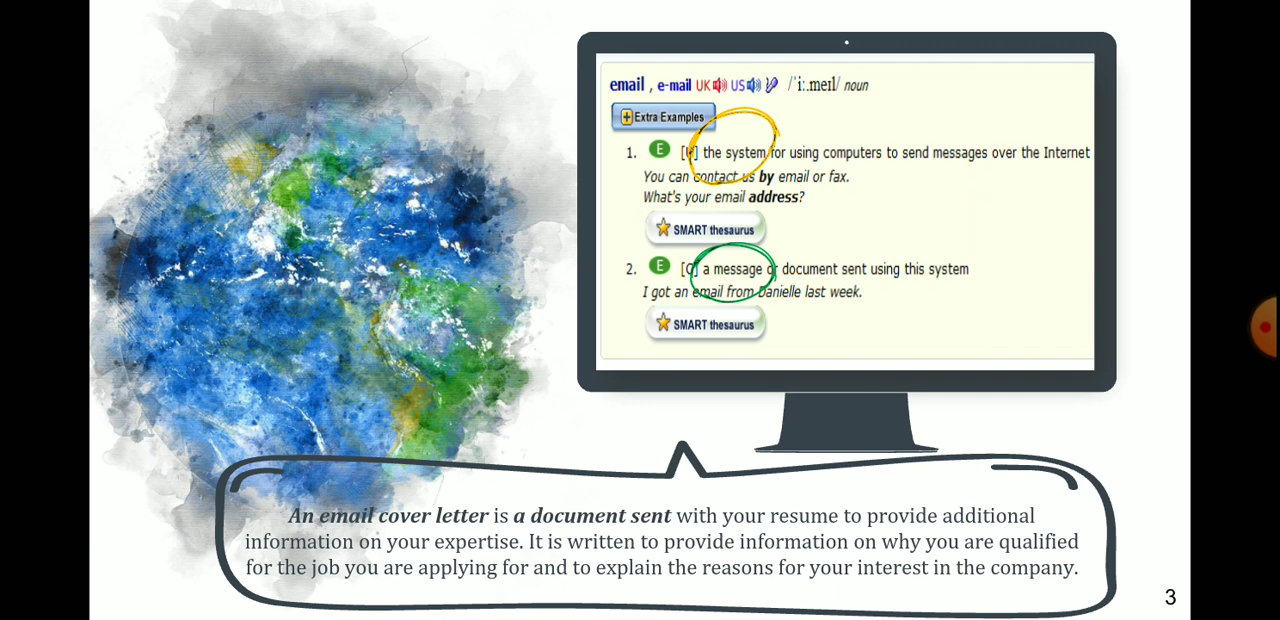 email , e-mail UK US /ˈiː.meɪl/ noun
Extra Examples
1. E [U] the system for using computers to send messages over the Internet
You can contact us by email or fax.
What's your email address?
SMART thesaurus
2. E [C] a message or document sent using this system
I got an email from Danielle last week.
SMART thesaurus
An email cover letter is a document sent with your resume to provide additional
information on your expertise. It is written to provide information on why you are qualified
for the job you are applying for and to explain the reasons for your interest in the company.
3